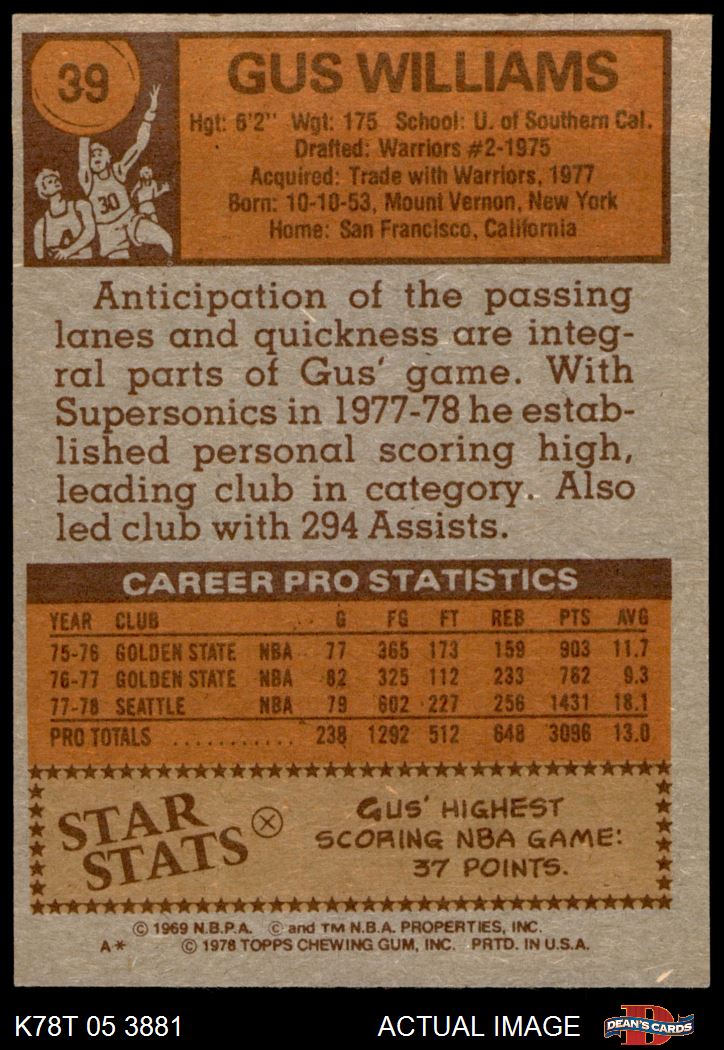 39
GUS WILLIAMS
Hgt: 6'2" Wgt: 175 School: U. of Southern Cal.
Drafted: Warriors #2-1975
Acquired: Trade with Warriors, 1977
Born: 10-10-53, Mount Vernon, New York
Home: San Francisco, California
30
Anticipation of the passing
lanes and quickness are integ-
ral parts of Gus' game. With
Supersonics in 1977-78 he estab-
lished personal scoring high,
leading club in category. Also
led club with 294 Assists.
CAREER PRO STATISTICS
YEAR CLUB G FG FT REB PTS AVG
75-76 GOLDEN STATE NBA 77 365 173 159 903 11.7
76-77 GOLDEN STATE NBA 82 325 112 233 762 9.3
77-78 SEATTLE NBA 79 602 227 256 1431 18.1
PRO TOTALS ........... 238 1292 512 648 3096 13.0
STAR
STATS
GUS' HIGHEST
SCORING NBA GAME:
37 POINTS.
© 1969 N.B.P.A. © and TM N.B.A. PROPERTIES, INC.
A* © 1978 TOPPS CHEWING GUM, INC. PRTD. IN U.S.A.
K78T 05 3881 ACTUAL IMAGE
D
DEAN'S CARDS